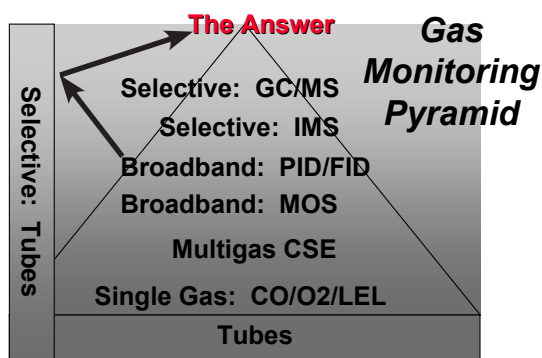 The Answer
Gas
Monitoring
Pyramid
Selective: GC/MS
Selective: IMS
Broadband: PID/FID
Broadband: MOS
Multigas CSE
Single Gas: CO/O2/LEL
Tubes
Selective: Tubes